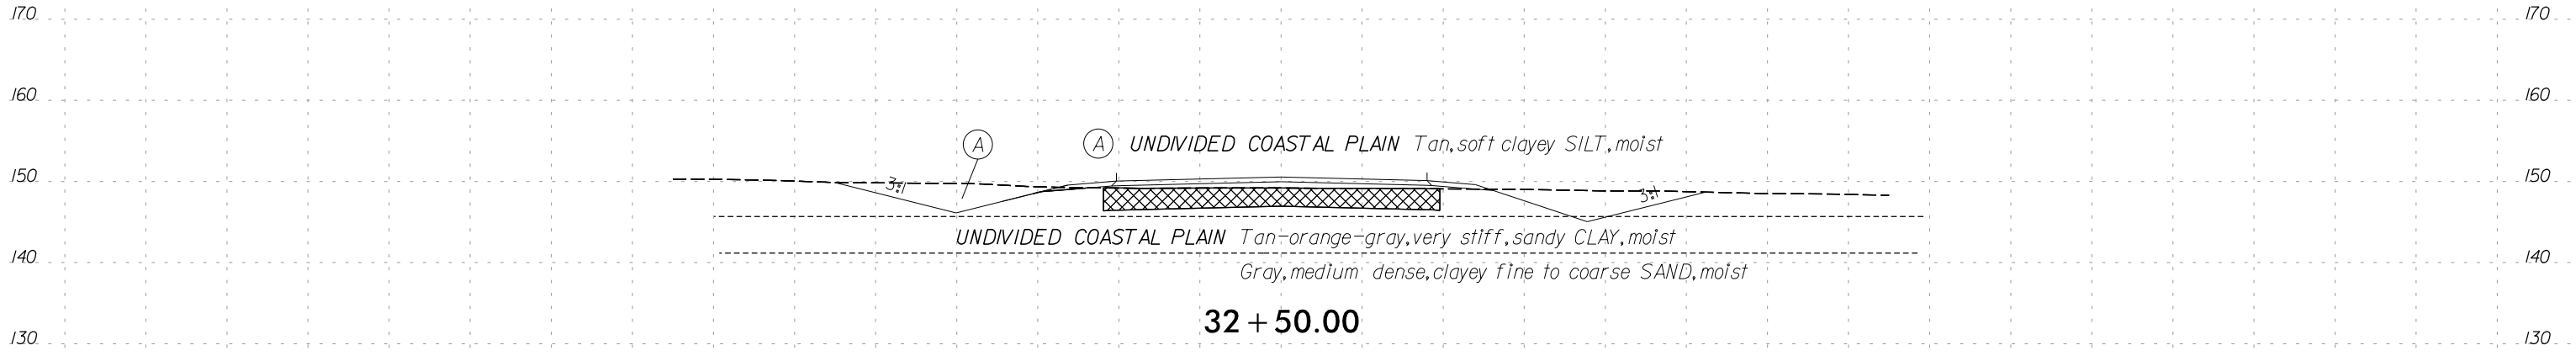 170 170
160 160
A A UNDIVIDED COASTAL PLAIN Tan, soft clayey SILT, moist
150 3:1 3:1 150
UNDIVIDED COASTAL PLAIN Tan-orange-gray, very stiff, sandy CLAY, moist
140 140
Gray, medium dense, clayey fine to coarse SAND, moist
32+50.00
130 130